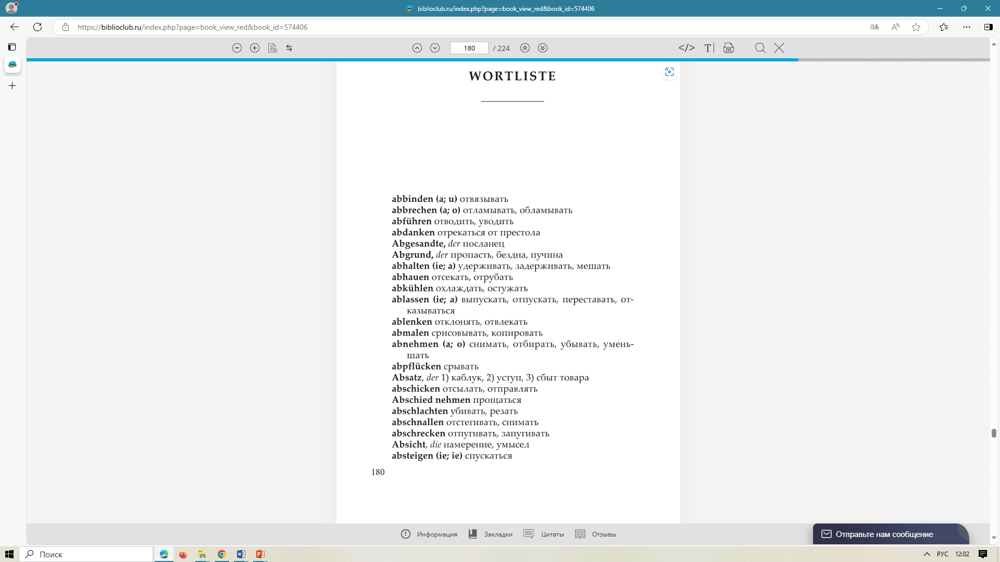 biblioclub.ru/index.php?page=book_view_red&book_id=574406
https://biblioclub.ru/index.php?page=book_view_red&book_id=574406
180 / 224
WORTLISTE
abbinden (a; u) отвязывать
abbrechen (a; o) отламывать, обламывать
abführen отводить, уводить
abdanken отрекаться от престола
Abgesandte, der посланец
Abgrund, der пропасть, бездна, пучина
abhalten (ie; a) удерживать, задерживать, мешать
abhauen отсекать, отрубать
abkühlen охлаждать, остужать
ablassen (ie; a) выпускать, отпускать, переставать, от-
казываться
ablenken отклонять, отвлекать
abmalen срисовывать, копировать
abnehmen (a; o) снимать, отбирать, убывать, умень-
шать
abpflücken срывать
Absatz, der 1) каблук, 2) уступ, 3) сбыт товара
abschicken отсылать, отправлять
Abschied nehmen прощаться
abschlachten убивать, резать
abschnallen отстегивать, снимать
abschrecken отпугивать, запугивать
Absicht, die намерение, умысел
absteigen (ie; ie) спускаться
180
Информация Закладки Цитаты Отзывы
Отправьте нам сообщение
Поиск
РУС 12:02